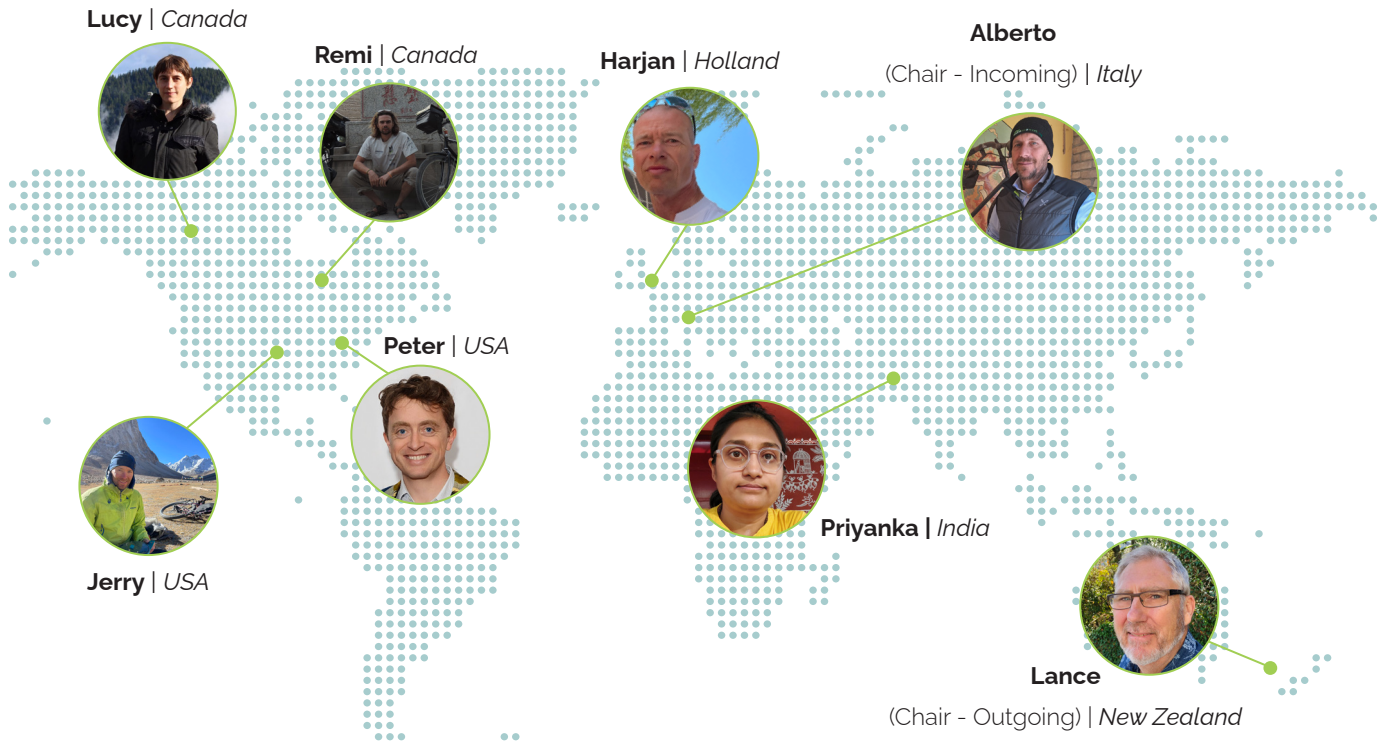 Lucy | Canada
Remi | Canada
Harjan | Holland
Alberto
(Chair - Incoming) | Italy
Peter | USA
Jerry | USA
Priyanka | India
Lance
(Chair - Outgoing) | New Zealand